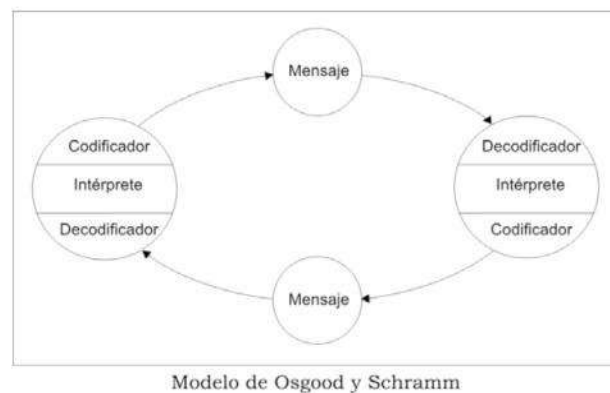 Mensaje
Codificador
Intérprete
Decodificador
Decodificador
Intérprete
Codificador
Mensaje
Modelo de Osgood y Schramm